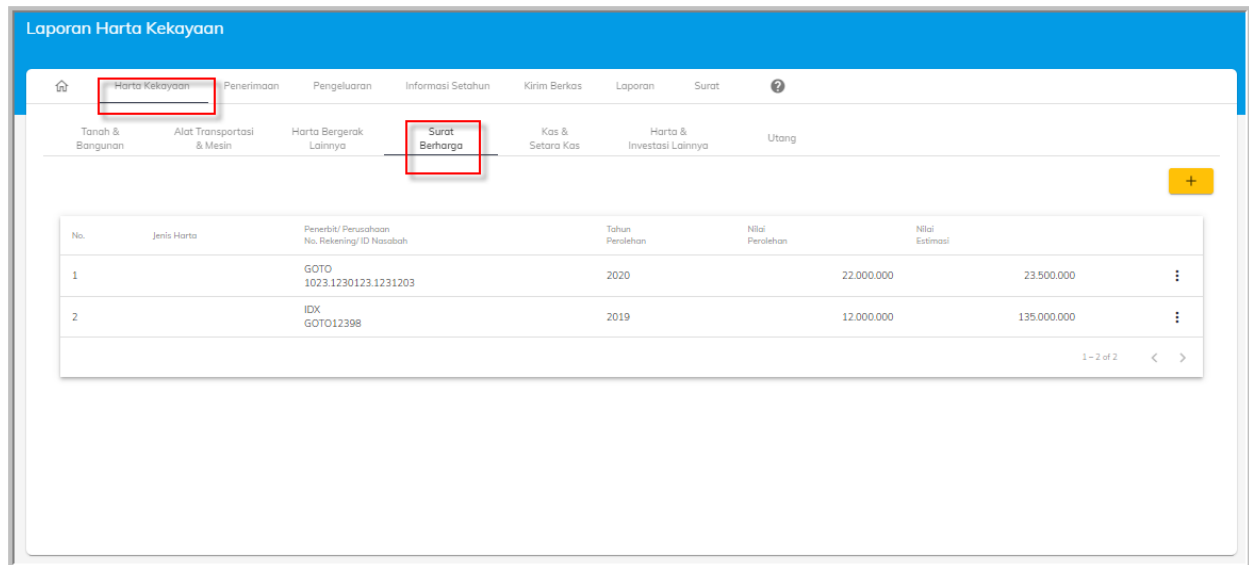 Laporan Harta Kekayaan
Harta Kekayaan Penerimaan Pengeluaran Informasi Setahun Kirim Berkas Laporan Surat ?
Tanah &
Bangunan
Alat Transportasi
& Mesin
Harta Bergerak
Lainnya
Surat
Berharga
Kas &
Setara Kas
Harta &
Investasi Lainnya
Utang
+
No.
Jenis Harta
Penerbit/ Perusahaan
No. Rekening/ ID Nasabah
Tahun
Perolehan
Nilai
Perolehan
Nilai
Estimasi
1
GOTO
1023.1230123.1231203
2020
22.000.000
23.500.000
2
IDX
GOTO12398
2019
12.000.000
135.000.000
1 – 2 of 2